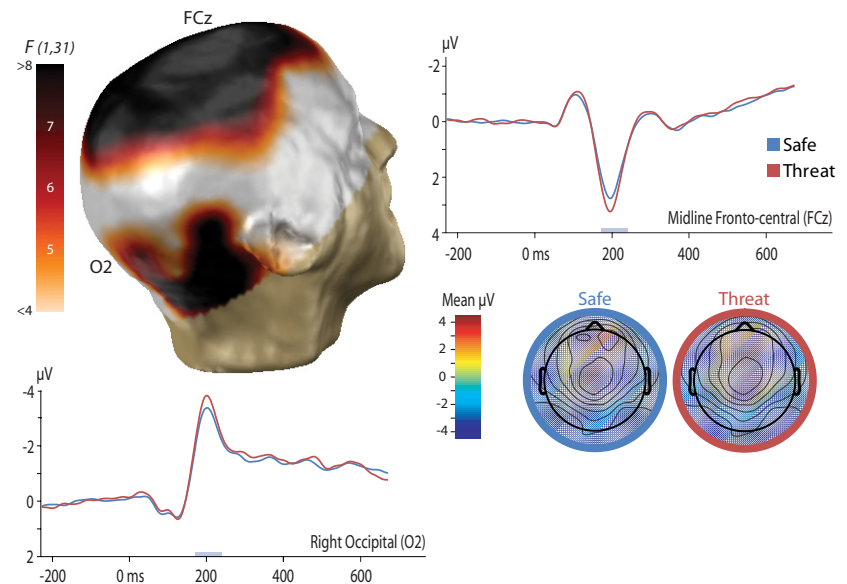 FCz
F (1,31)
>8
7
6
5
<4
O2
µV
-2
0
2
4
Safe
Threat
Midline Fronto-central (FCz)
-200
0 ms
200
400
600
Mean µV
4
2
0
-2
-4
Safe
Threat
µV
-4
-2
0
2
Right Occipital (O2)
-200
0 ms
200
400
600